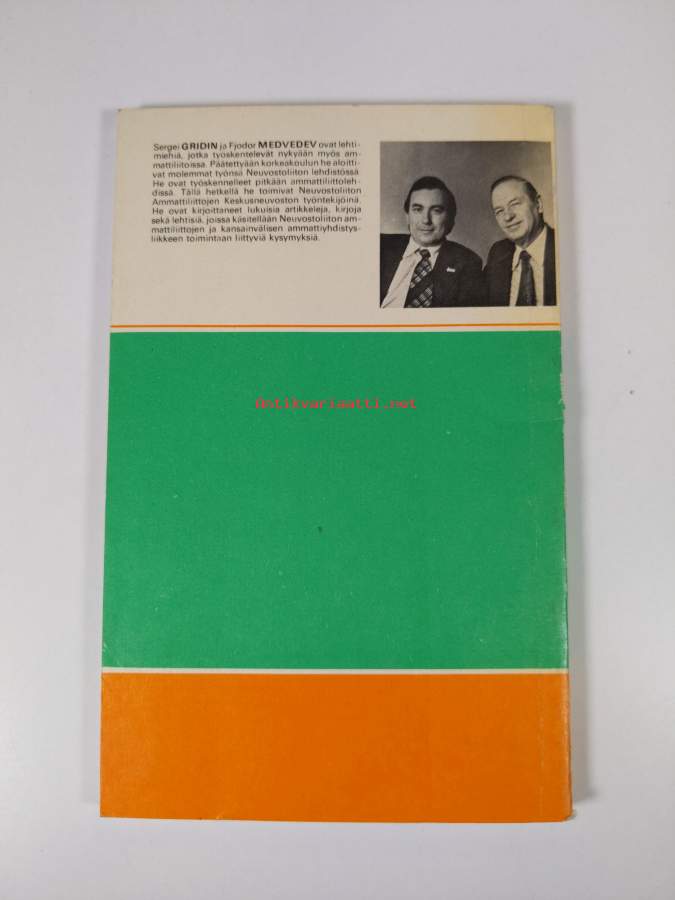 Sergei GRIDIN ja Fjodor MEDVEDEV ovat lehti-
miehiä, jotka työskentelevät nykyään myös am-
mattiliitoissa. Päätettyään korkeakoulun he aloitti-
vat molemmat työnsä Neuvostoliiton lehdistössä.
He ovat työskennelleet pitkään ammattiliittoleh-
dissä. Tällä hetkellä he toimivat Neuvostoliiton
Ammattiliittojen Keskusneuvoston työntekijöinä.
He ovat kirjoittaneet lukuisia artikkeleja, kirjoja
sekä lehtisiä, joissa käsitellään Neuvostoliiton am-
mattiliittojen ja kansainvälisen ammattiyhdistys-
liikkeen toimintaan liittyviä kysymyksiä.
Antikvariaatti.net